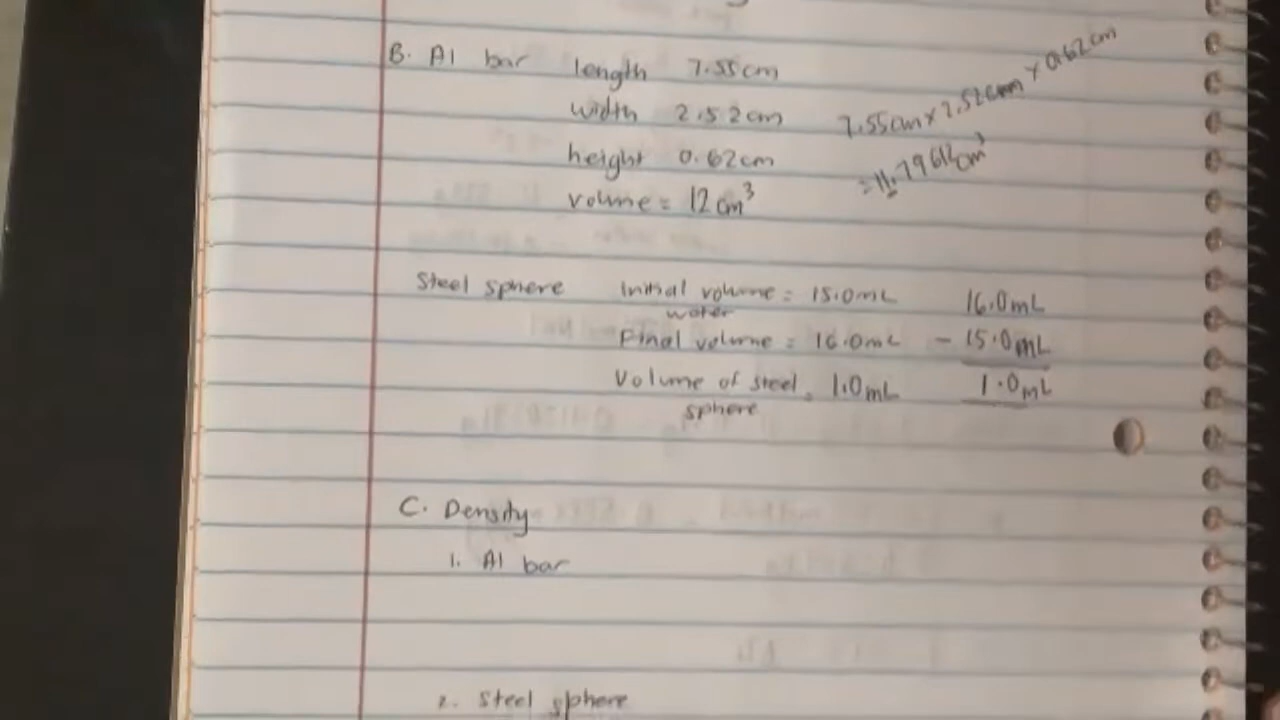 B. Al bar length 7.55cm
width 2.52cm
height 0.62cm
volume = 12 cm³
7.55cm x 2.52cm x 0.62cm
= 11.79612cm³
Steel sphere Initial volume = 15.0mL
water
Final volume = 16.0mL
Volume of steel = 1.0mL
sphere
16.0mL
- 15.0mL
1.0mL
C. Density
1. Al bar
2. Steel sphere